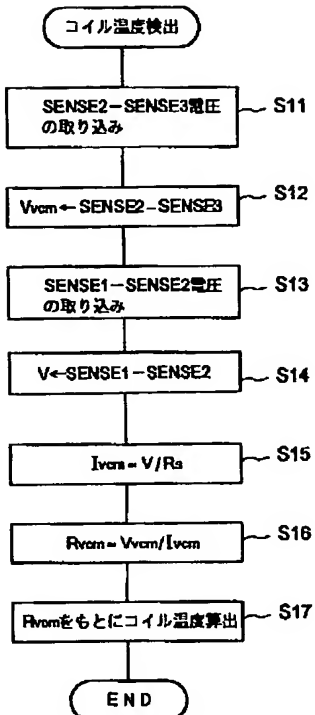 コイル温度検出
SENSE2-SENSE3電圧
の取り込み
S11
Vvcm←SENSE2-SENSE3
S12
SENSE1-SENSE2電圧
の取り込み
S13
V←SENSE1-SENSE2
S14
Ivcm=V/Rs
S15
Rvcm=Vvcm/Ivcm
S16
Rvcmをもとにコイル温度算出
S17
END